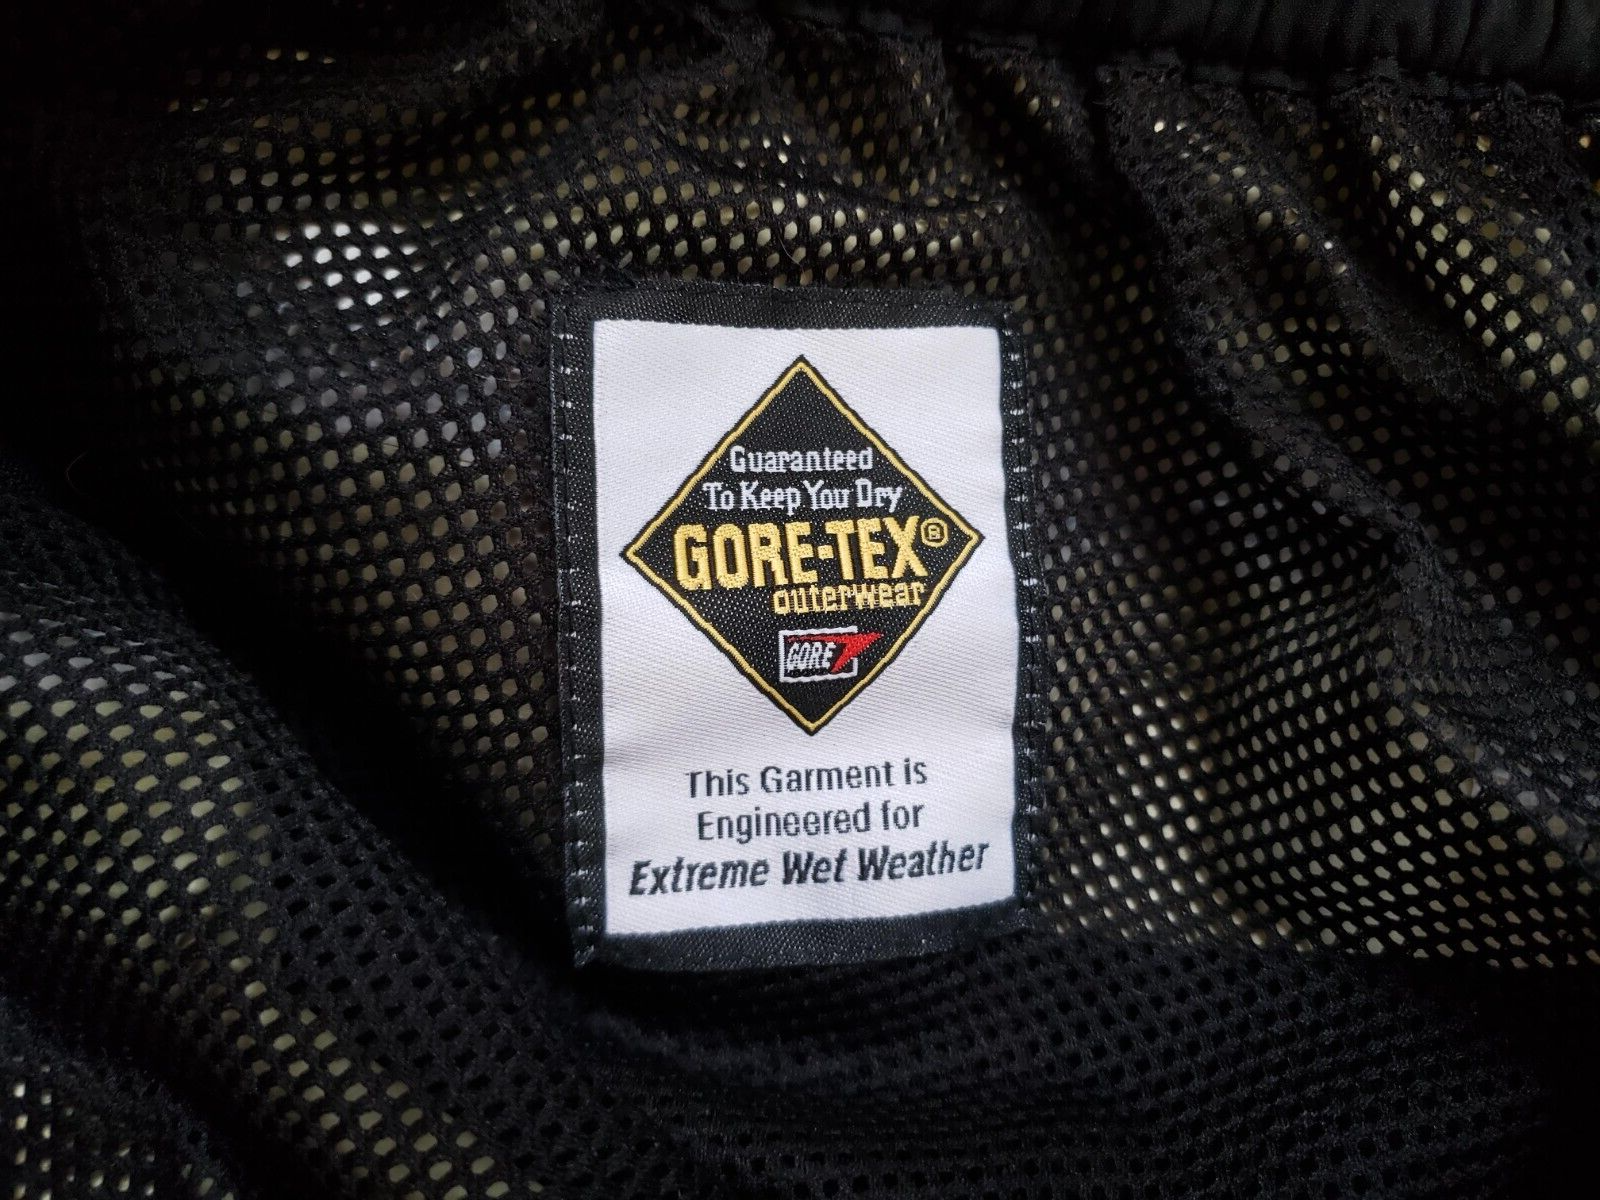 Guaranteed
To Keep You Dry
GORE-TEX®
outerwear
GORE
This Garment is
Engineered for
Extreme Wet Weather